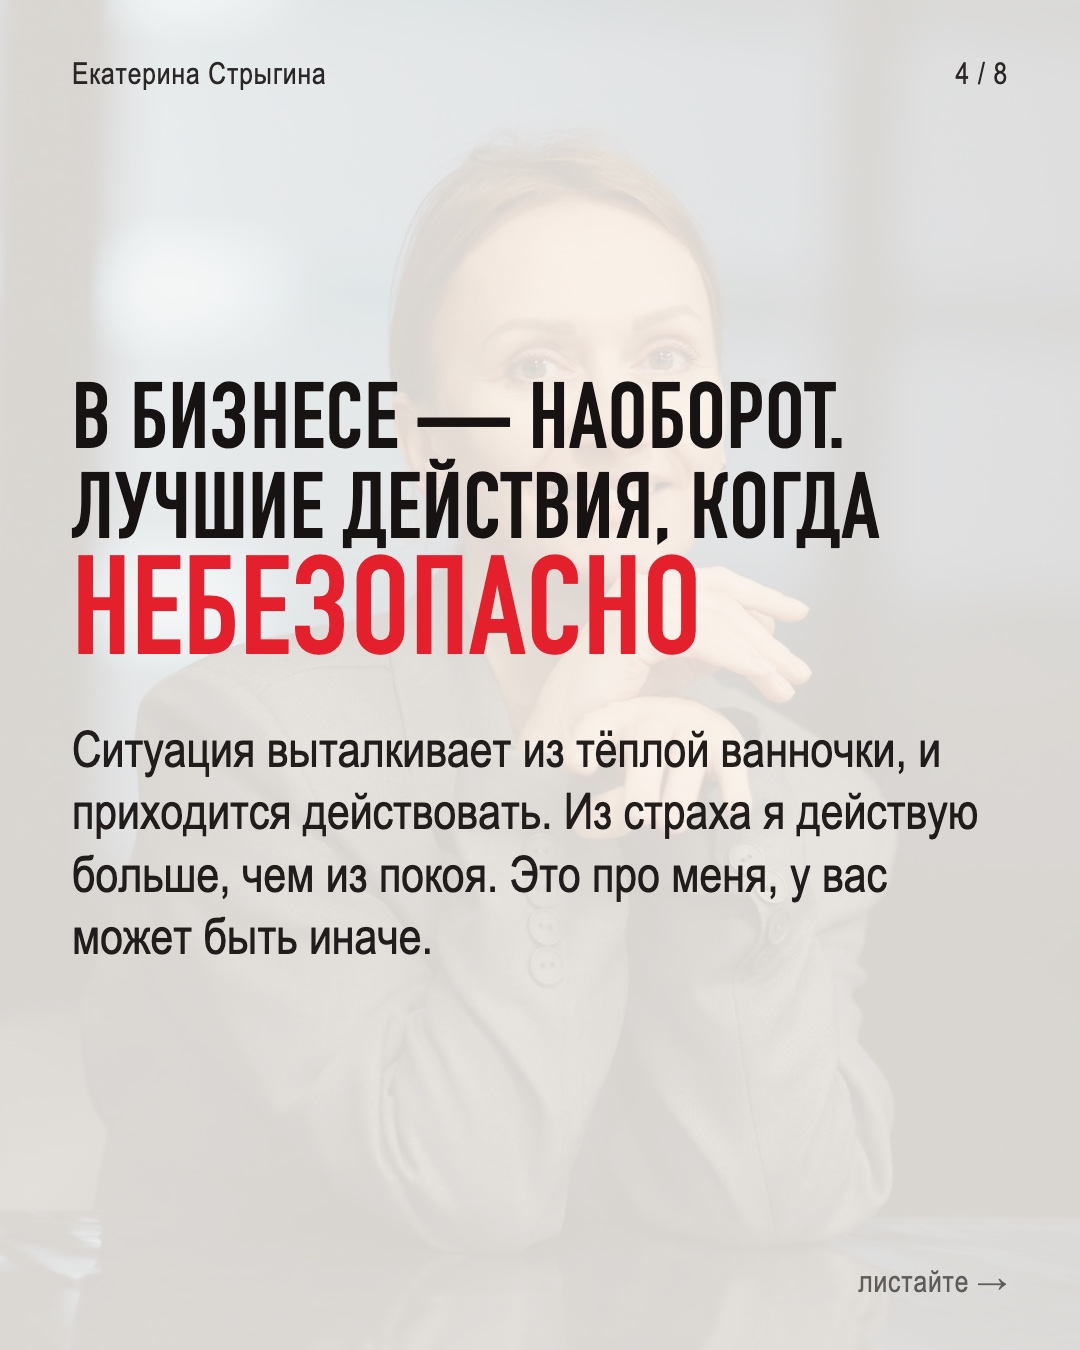 Екатерина Стрыгина
4 / 8
В БИЗНЕСЕ — НАОБОРОТ.
ЛУЧШИЕ ДЕЙСТВИЯ, КОГДА
НЕБЕЗОПАСНО
Ситуация выталкивает из тёплой ванночки, и
приходится действовать. Из страха я действую
больше, чем из покоя. Это про меня, у вас
может быть иначе.
листайте →